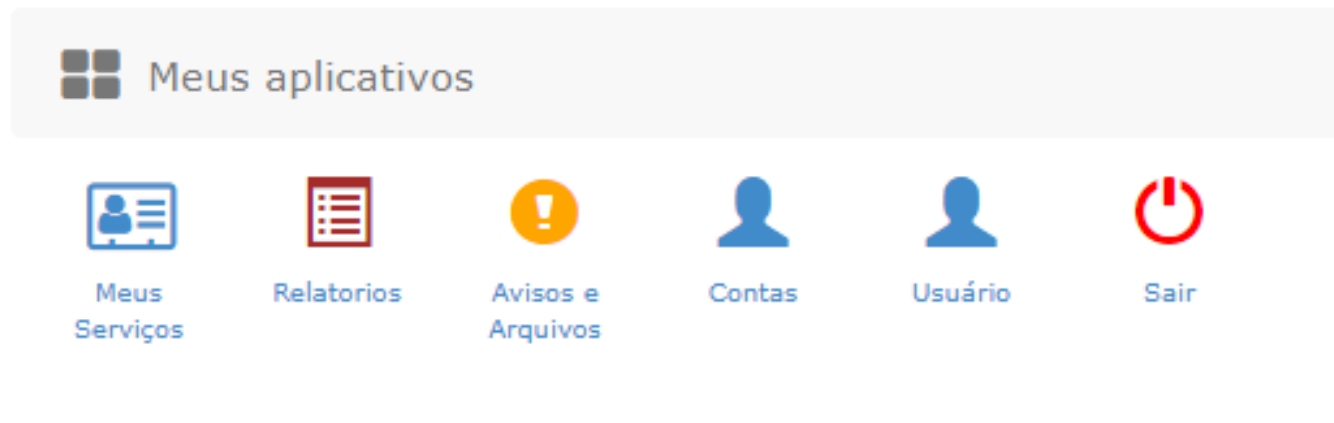 Meus aplicativos
Meus
Serviços
Relatorios
Avisos e
Arquivos
Contas
Usuário
Sair